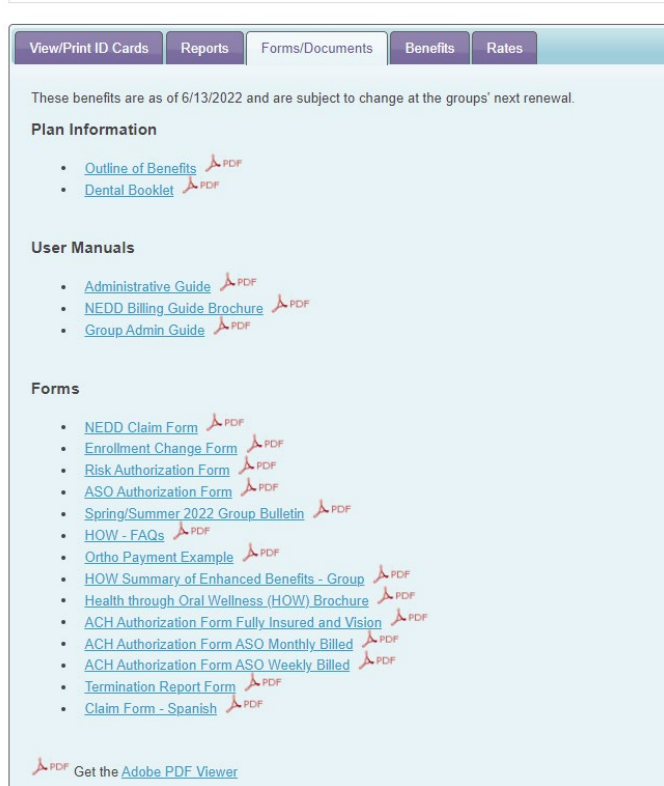 View/Print ID Cards Reports Forms/Documents Benefits Rates
These benefits are as of 6/13/2022 and are subject to change at the groups' next renewal.
Plan Information
Outline of Benefits PDF
Dental Booklet PDF
User Manuals
Administrative Guide PDF
NEDD Billing Guide Brochure PDF
Group Admin Guide PDF
Forms
NEDD Claim Form PDF
Enrollment Change Form PDF
Risk Authorization Form PDF
ASO Authorization Form PDF
Spring/Summer 2022 Group Bulletin PDF
HOW - FAQs PDF
Ortho Payment Example PDF
HOW Summary of Enhanced Benefits - Group PDF
Health through Oral Wellness (HOW) Brochure PDF
ACH Authorization Form Fully Insured and Vision PDF
ACH Authorization Form ASO Monthly Billed PDF
ACH Authorization Form ASO Weekly Billed PDF
Termination Report Form PDF
Claim Form - Spanish PDF
PDF Get the Adobe PDF Viewer